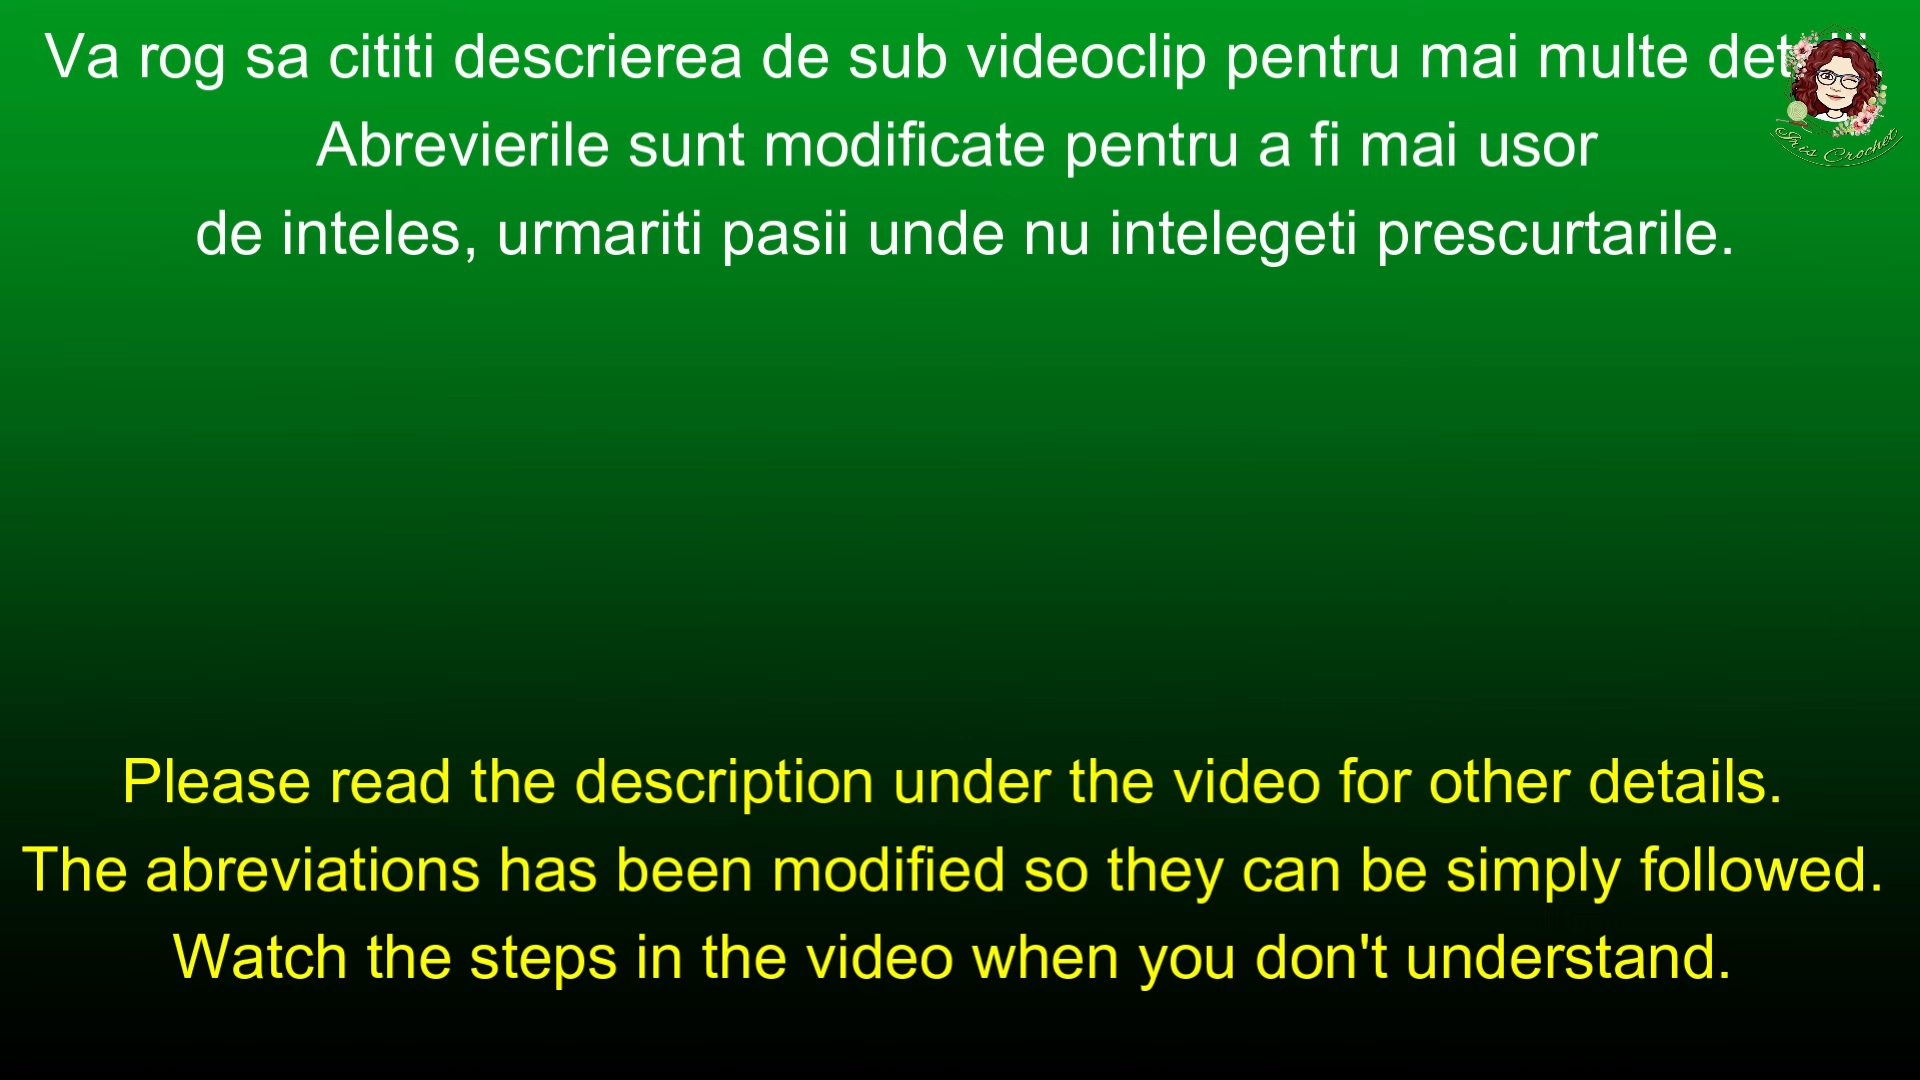 Va rog sa cititi descrierea de sub videoclip pentru mai multe
Abrevierile sunt modificate pentru a fi mai usor
de inteles, urmariti pasii unde nu intelegeti prescurtarile.
Iris Crochet
Please read the description under the video for other details.
The abreviations has been modified so they can be simply followed.
Watch the steps in the video when you don't understand.